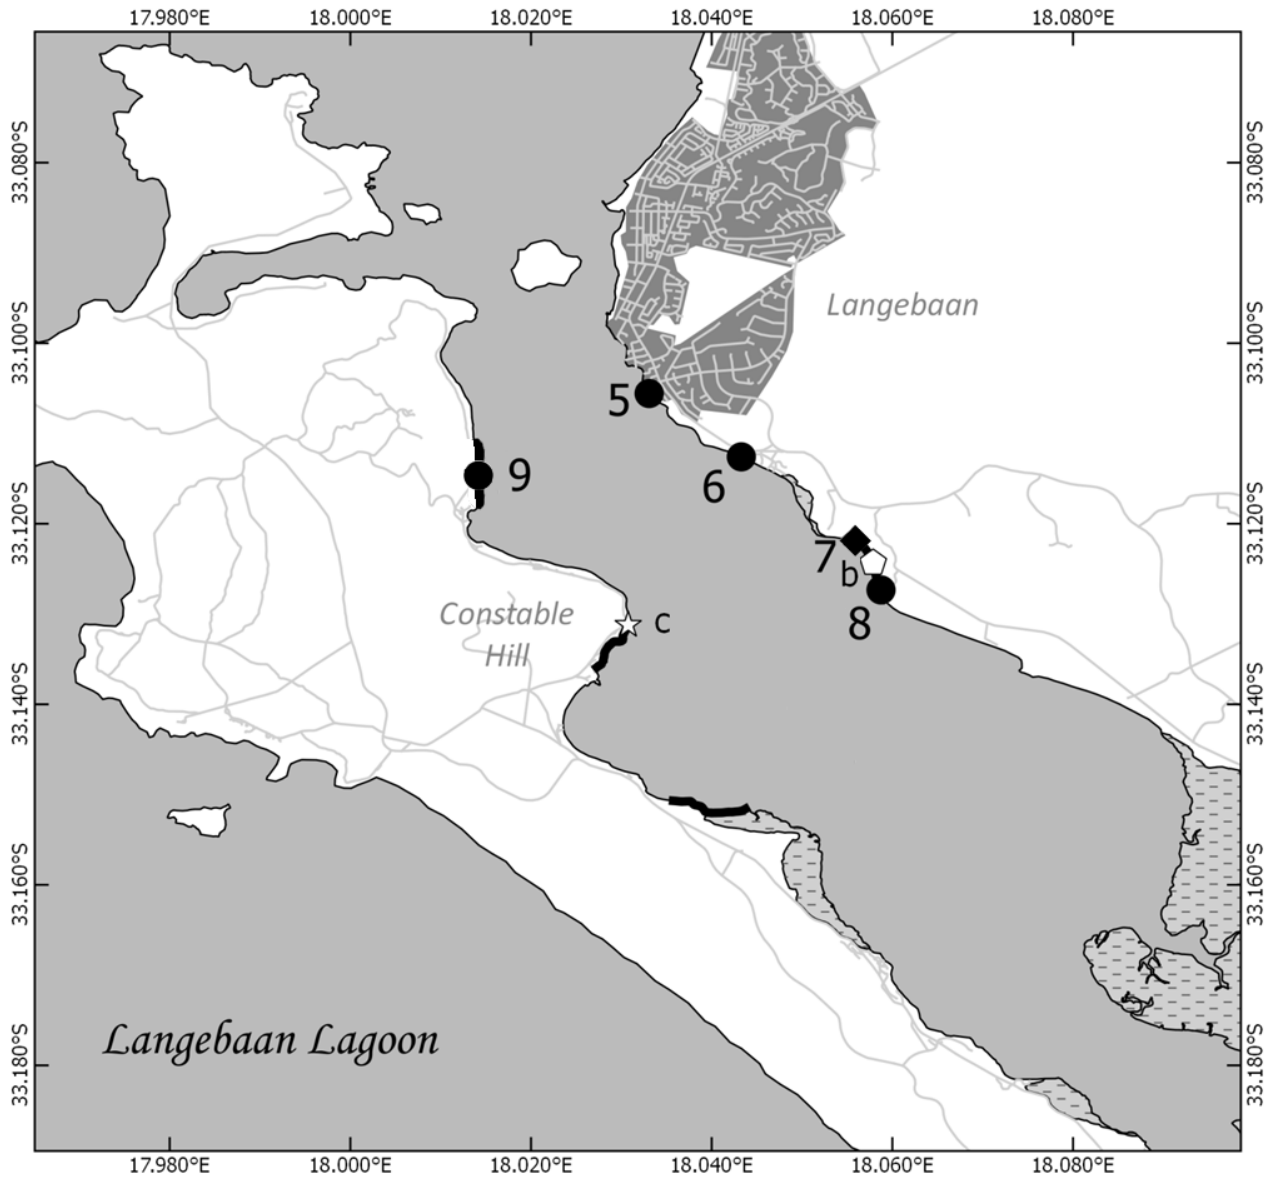 17.980°E 18.000°E 18.020°E 18.040°E 18.060°E 18.080°E
33.080°S 33.080°S
Langebaan
33.100°S 33.100°S
5
6
9
33.120°S 33.120°S
7
b
8
Constable
Hill
c
33.140°S 33.140°S
33.160°S 33.160°S
Langebaan Lagoon
33.180°S 33.180°S
17.980°E 18.000°E 18.020°E 18.040°E 18.060°E 18.080°E